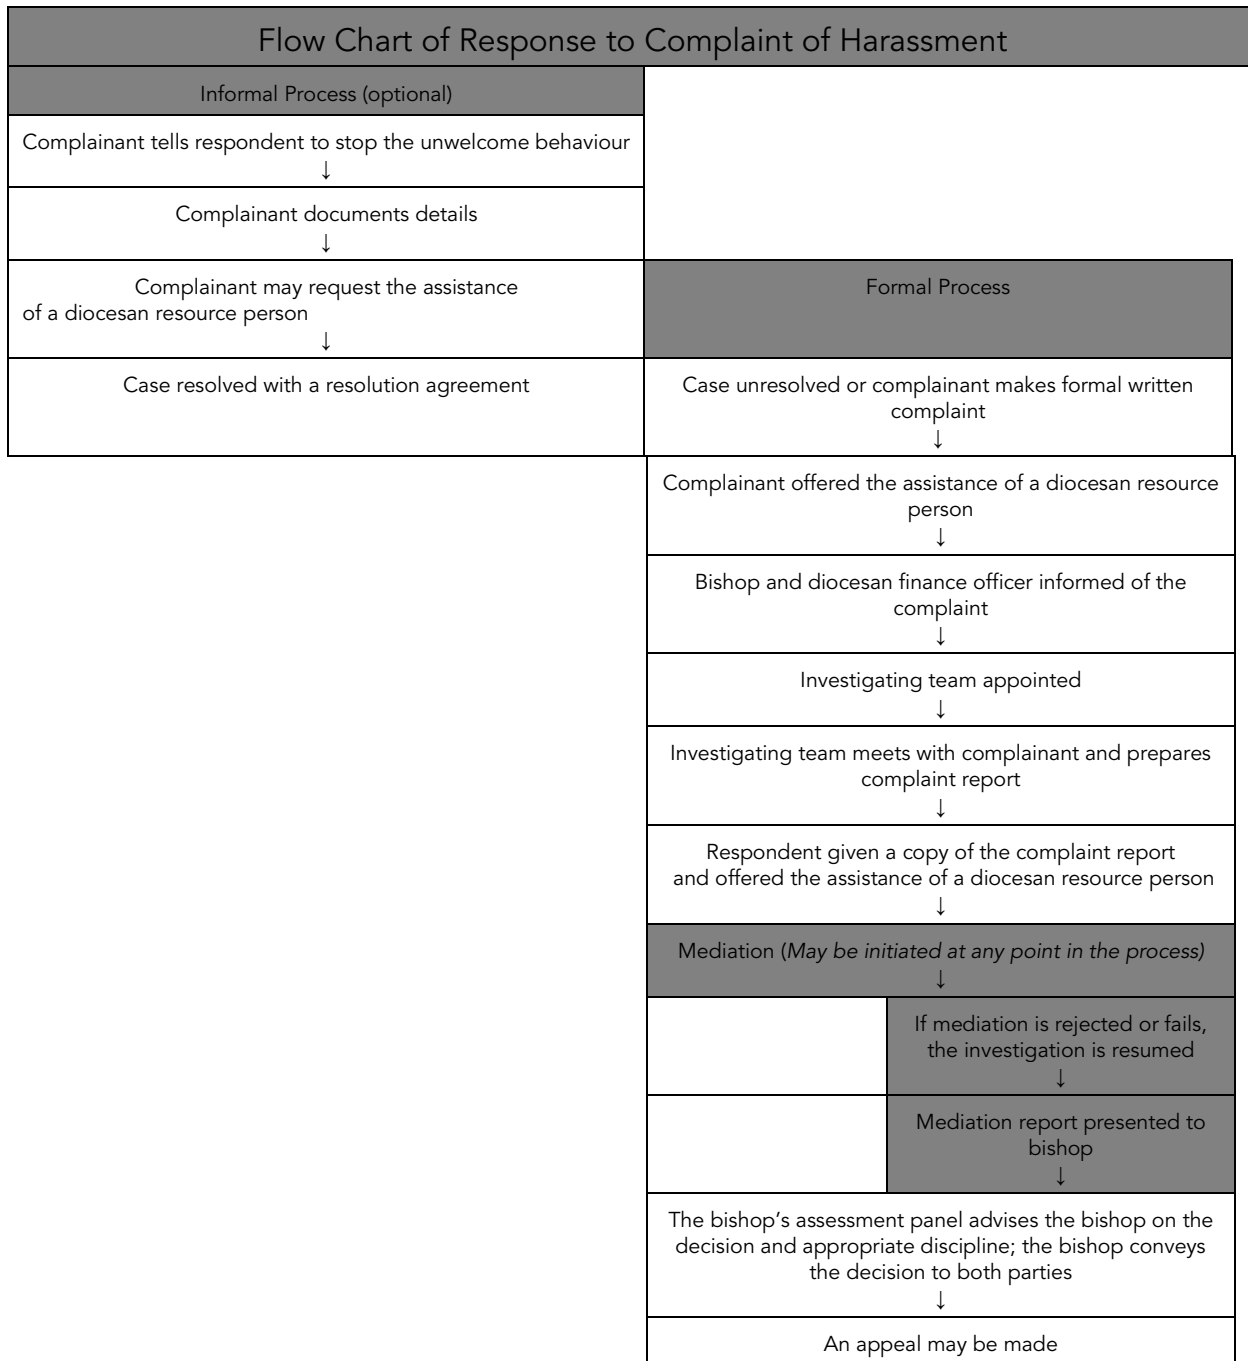 Flow Chart of Response to Complaint of Harassment
Informal Process (optional)
Complainant tells respondent to stop the unwelcome behaviour
↓
Complainant documents details
↓
Complainant may request the assistance
of a diocesan resource person
↓
Case resolved with a resolution agreement
Formal Process
Case unresolved or complainant makes formal written
complaint
↓
Complainant offered the assistance of a diocesan resource
person
↓
Bishop and diocesan finance officer informed of the
complaint
↓
Investigating team appointed
↓
Investigating team meets with complainant and prepares
complaint report
↓
Respondent given a copy of the complaint report
and offered the assistance of a diocesan resource person
↓
Mediation (May be initiated at any point in the process)
↓
If mediation is rejected or fails,
the investigation is resumed
↓
Mediation report presented to
bishop
↓
The bishop’s assessment panel advises the bishop on the
decision and appropriate discipline; the bishop conveys
the decision to both parties
↓
An appeal may be made